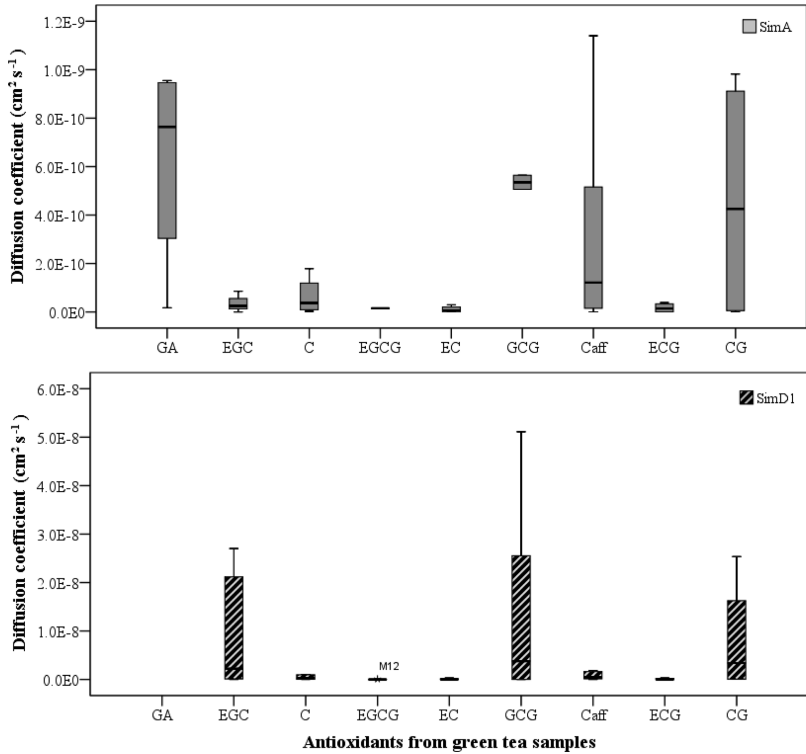 SimA
Diffusion coefficient (cm² s⁻¹)
1.2E-9
1.0E-9
8.0E-10
6.0E-10
4.0E-10
2.0E-10
0.0E0
GA EGC C EGCG EC GCG Caff ECG CG
SimD1
Diffusion coefficient (cm² s⁻¹)
6.0E-8
5.0E-8
4.0E-8
3.0E-8
2.0E-8
1.0E-8
0.0E0
M12
GA EGC C EGCG EC GCG Caff ECG CG
Antioxidants from green tea samples